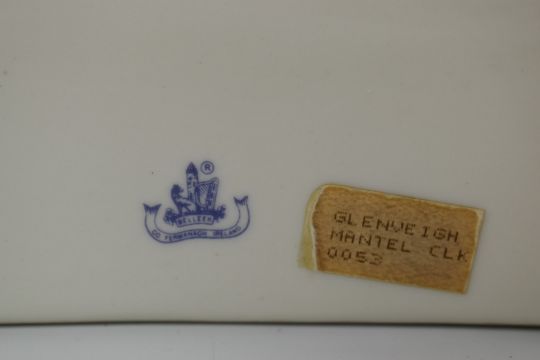 ®
BELLEEK
CO. FERMANAGH IRELAND
GLENVEIGH
MANTEL CLK
0053